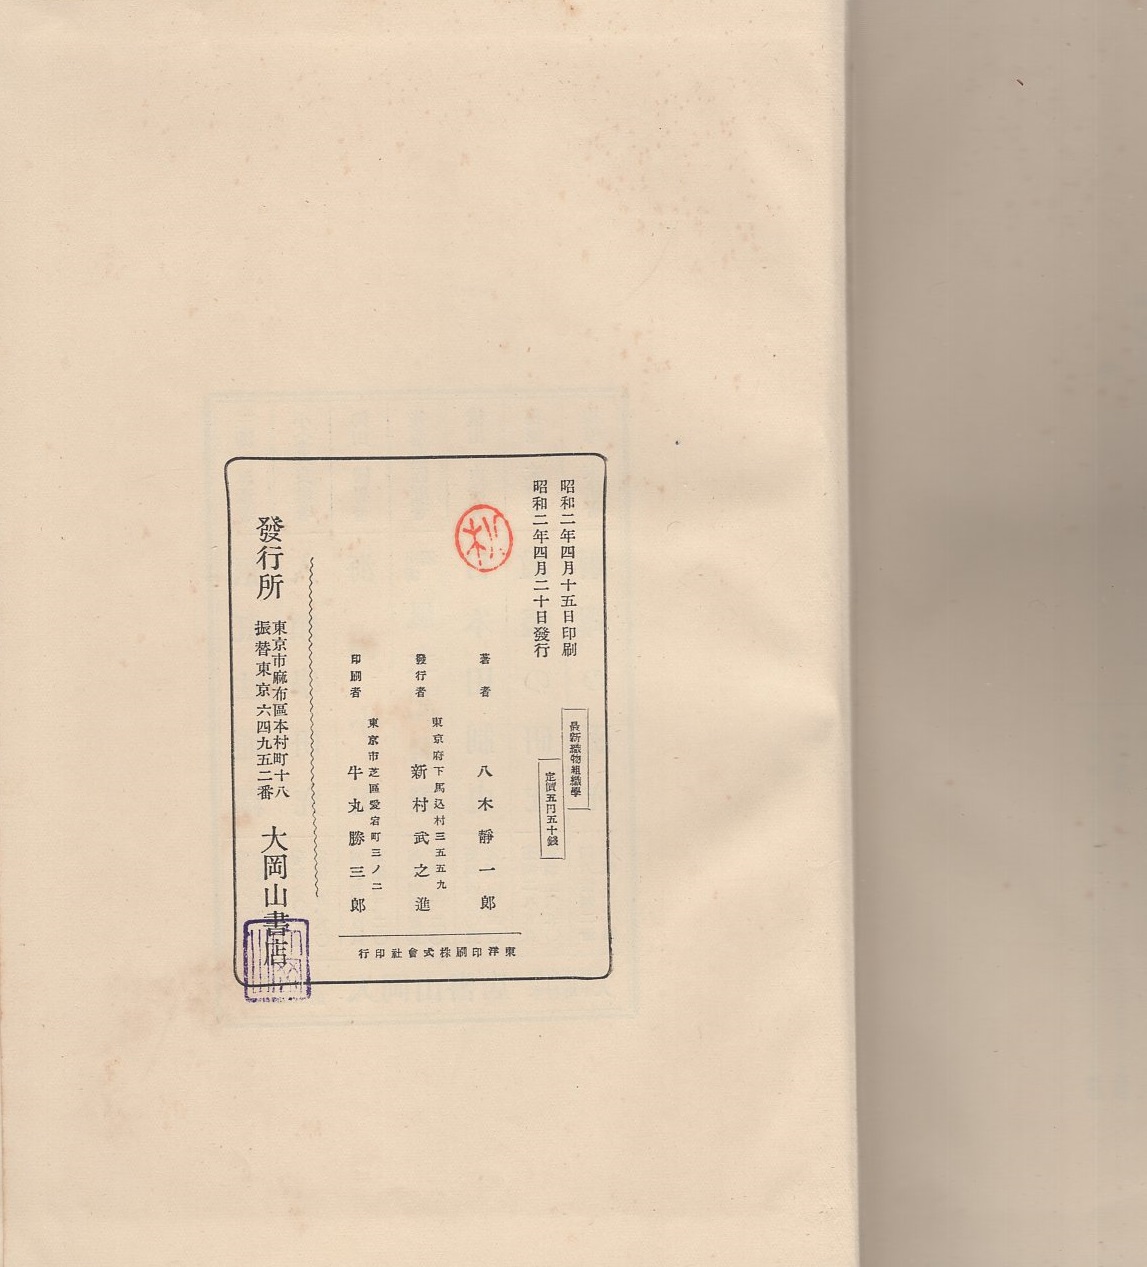 昭和二年四月十五日印刷
昭和二年四月二十日發行
最新織物組織學
定價五円五十錢
著者 八木靜一郎
東京府下馬込村三五五九
發行者 新村武之進
東京市芝區愛宕町三ノ二
印刷者 牛丸勝三郎
行印社會式株刷印洋東
發行所
東京市麻布區本村町十八
振替東京六四九五二番
大岡山書店